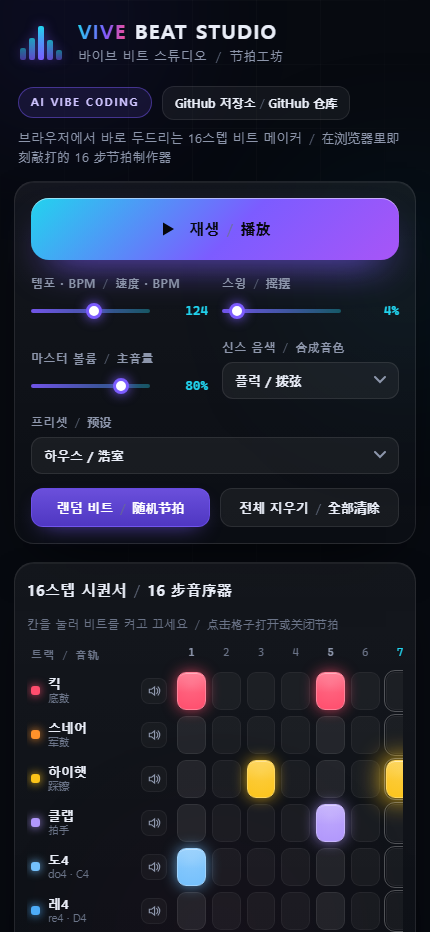 VIVE BEAT STUDIO
바이브 비트 스튜디오 / 节拍工坊
AI VIBE CODING
GitHub 저장소 / GitHub 仓库
브라우저에서 바로 두드리는 16스텝 비트 메이커 / 在浏览器里即
刻敲打的 16 步节拍制作器
▶ 재생 / 播放
템포 · BPM / 速度 · BPM
124
스윙 / 摇摆
4%
마스터 볼륨 / 主音量
80%
신스 음색 / 合成音色
플럭 / 拨弦
프리셋 / 预设
하우스 / 浩室
랜덤 비트 / 随机节拍
전체 지우기 / 全部清除
16스텝 시퀀서 / 16 步音序器
칸을 눌러 비트를 켜고 끄세요 / 点击格子打开或关闭节拍
트랙 / 音轨 1 2 3 4 5 6 7
킥
底鼓
스네어
军鼓
하이햇
踩镲
클랩
拍手
도4
do4 · C4
레4
re4 · D4